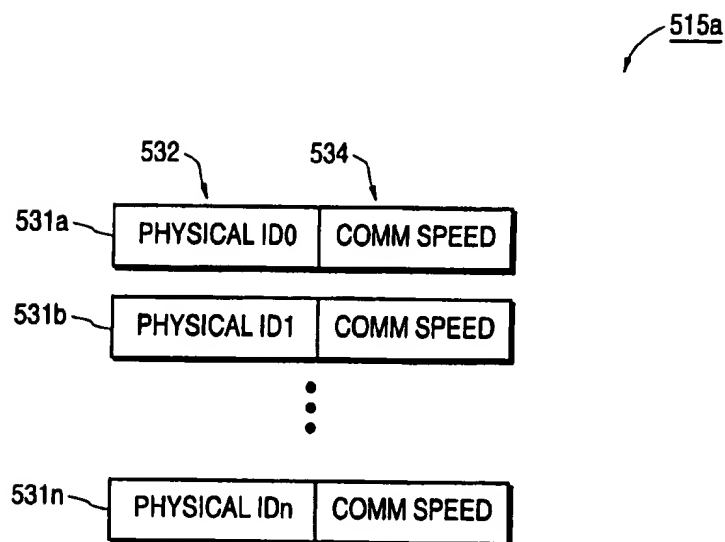 515a
532 534
531a PHYSICAL ID0 COMM SPEED
531b PHYSICAL ID1 COMM SPEED
531n PHYSICAL IDn COMM SPEED